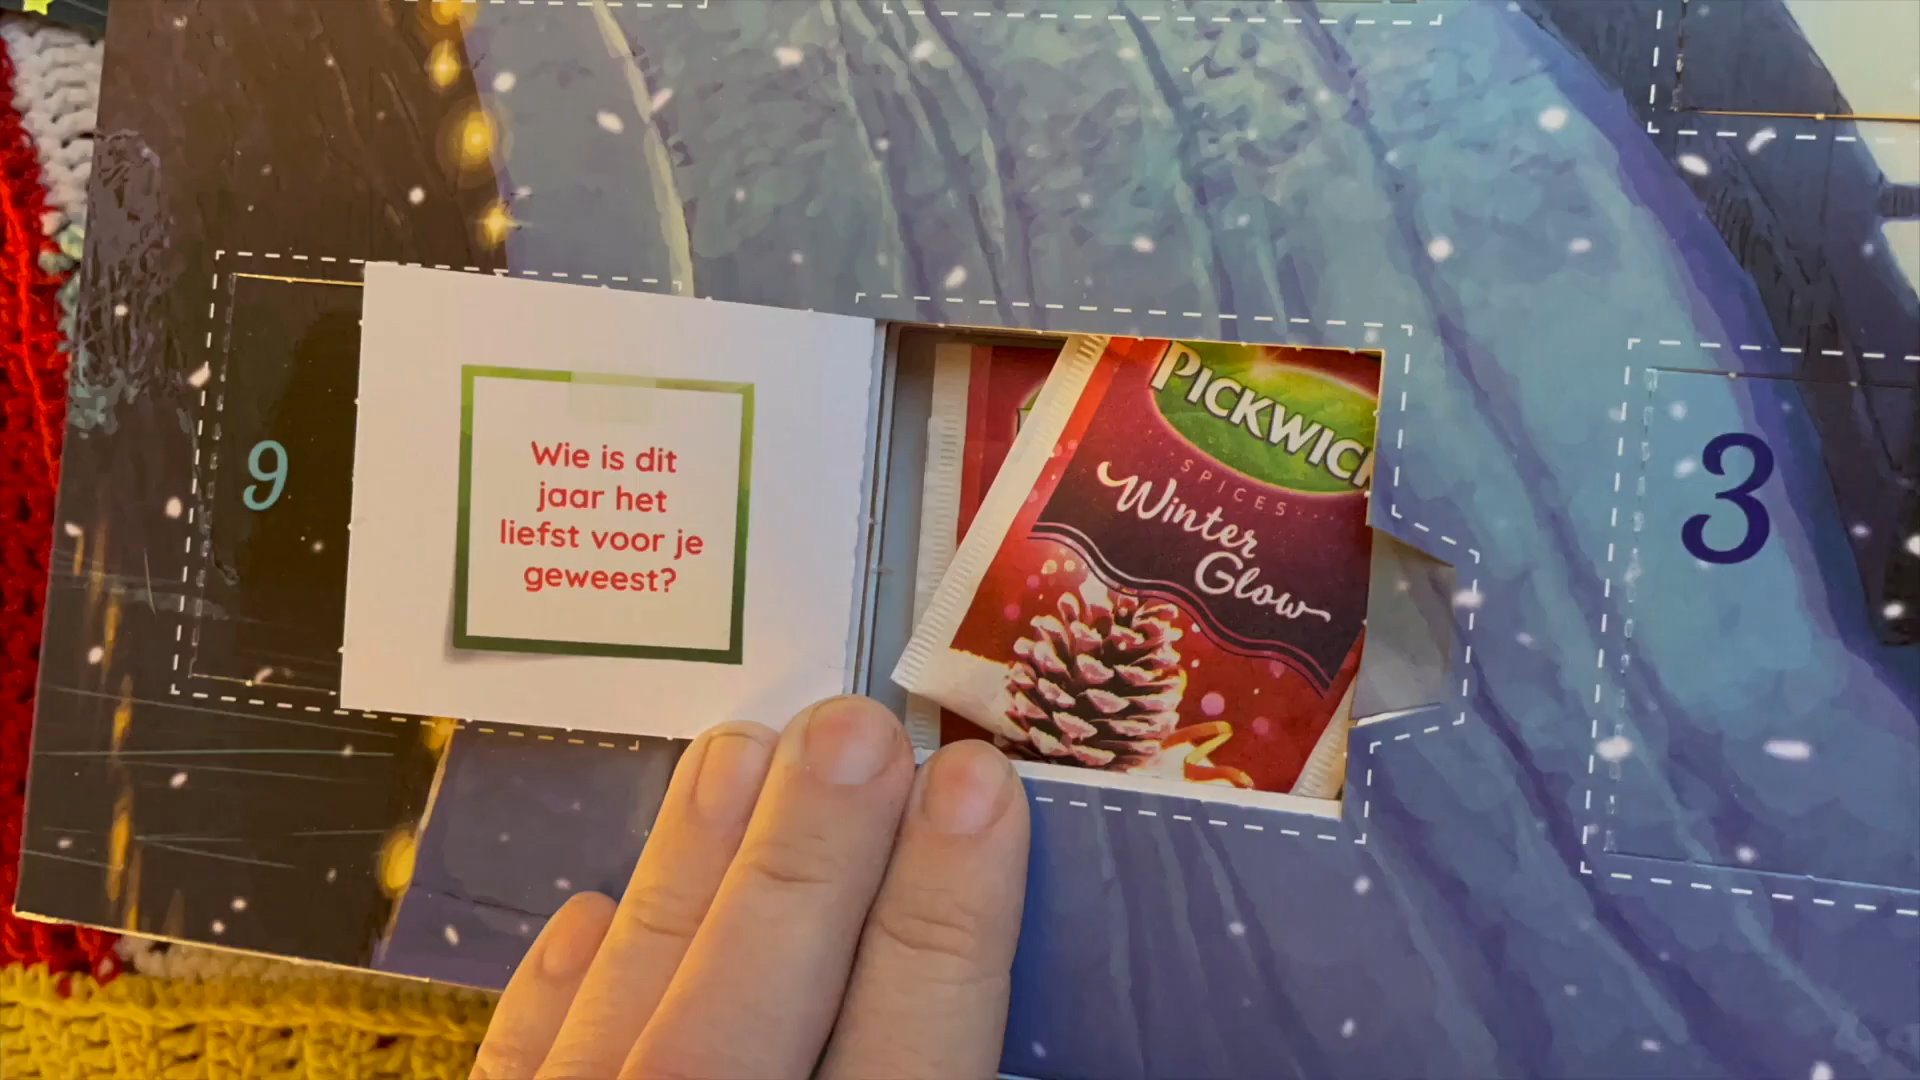 9
Wie is dit
jaar het
liefst voor je
geweest?
PICKWICK
SPICES
Winter
Glow
3